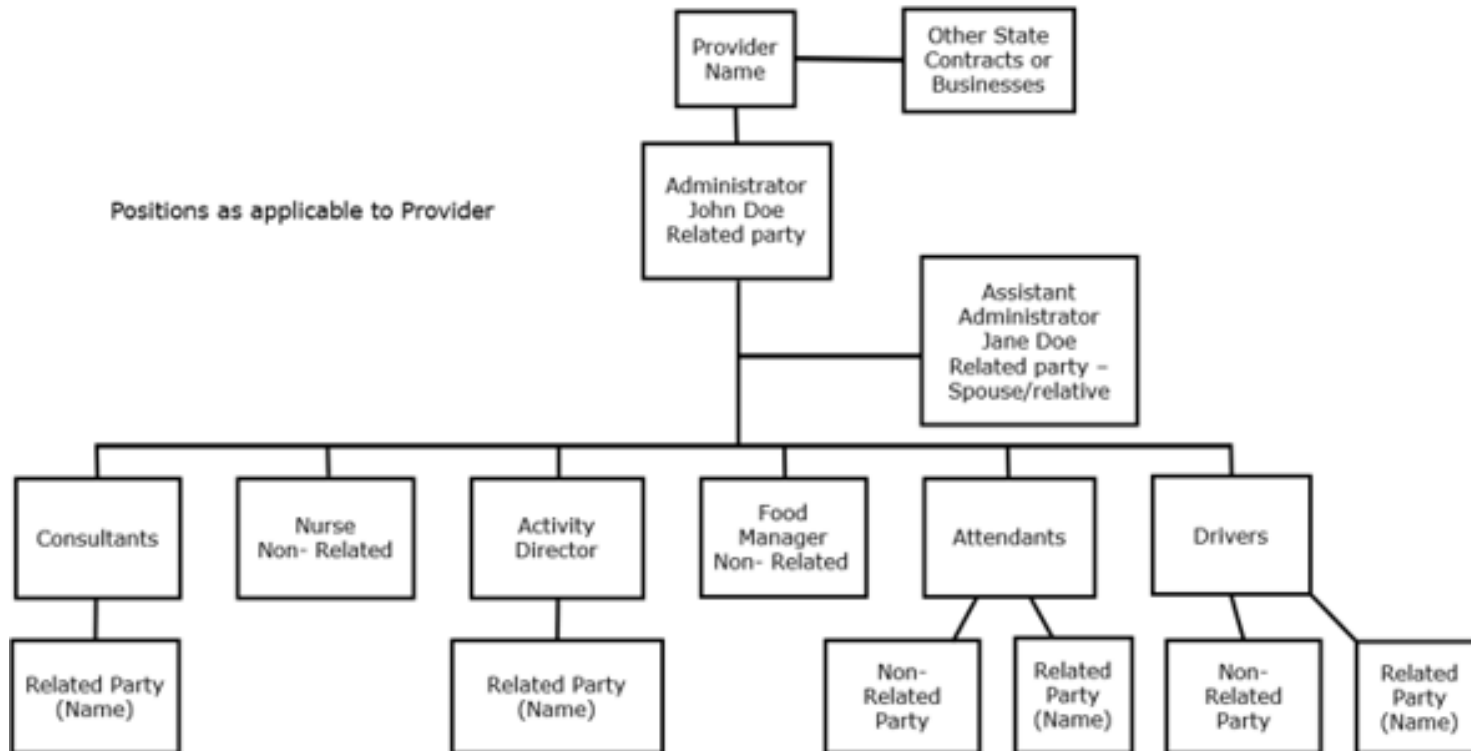 Provider
Name
Other State
Contracts or
Businesses
Administrator
John Doe
Related party
Positions as applicable to Provider
Assistant
Administrator
Jane Doe
Related party –
Spouse/relative
Consultants
Nurse
Non- Related
Activity
Director
Food
Manager
Non- Related
Attendants
Drivers
Related Party
(Name)
Related Party
(Name)
Non-
Related
Party
Related
Party
(Name)
Non-
Related
Party
Related
Party
(Name)